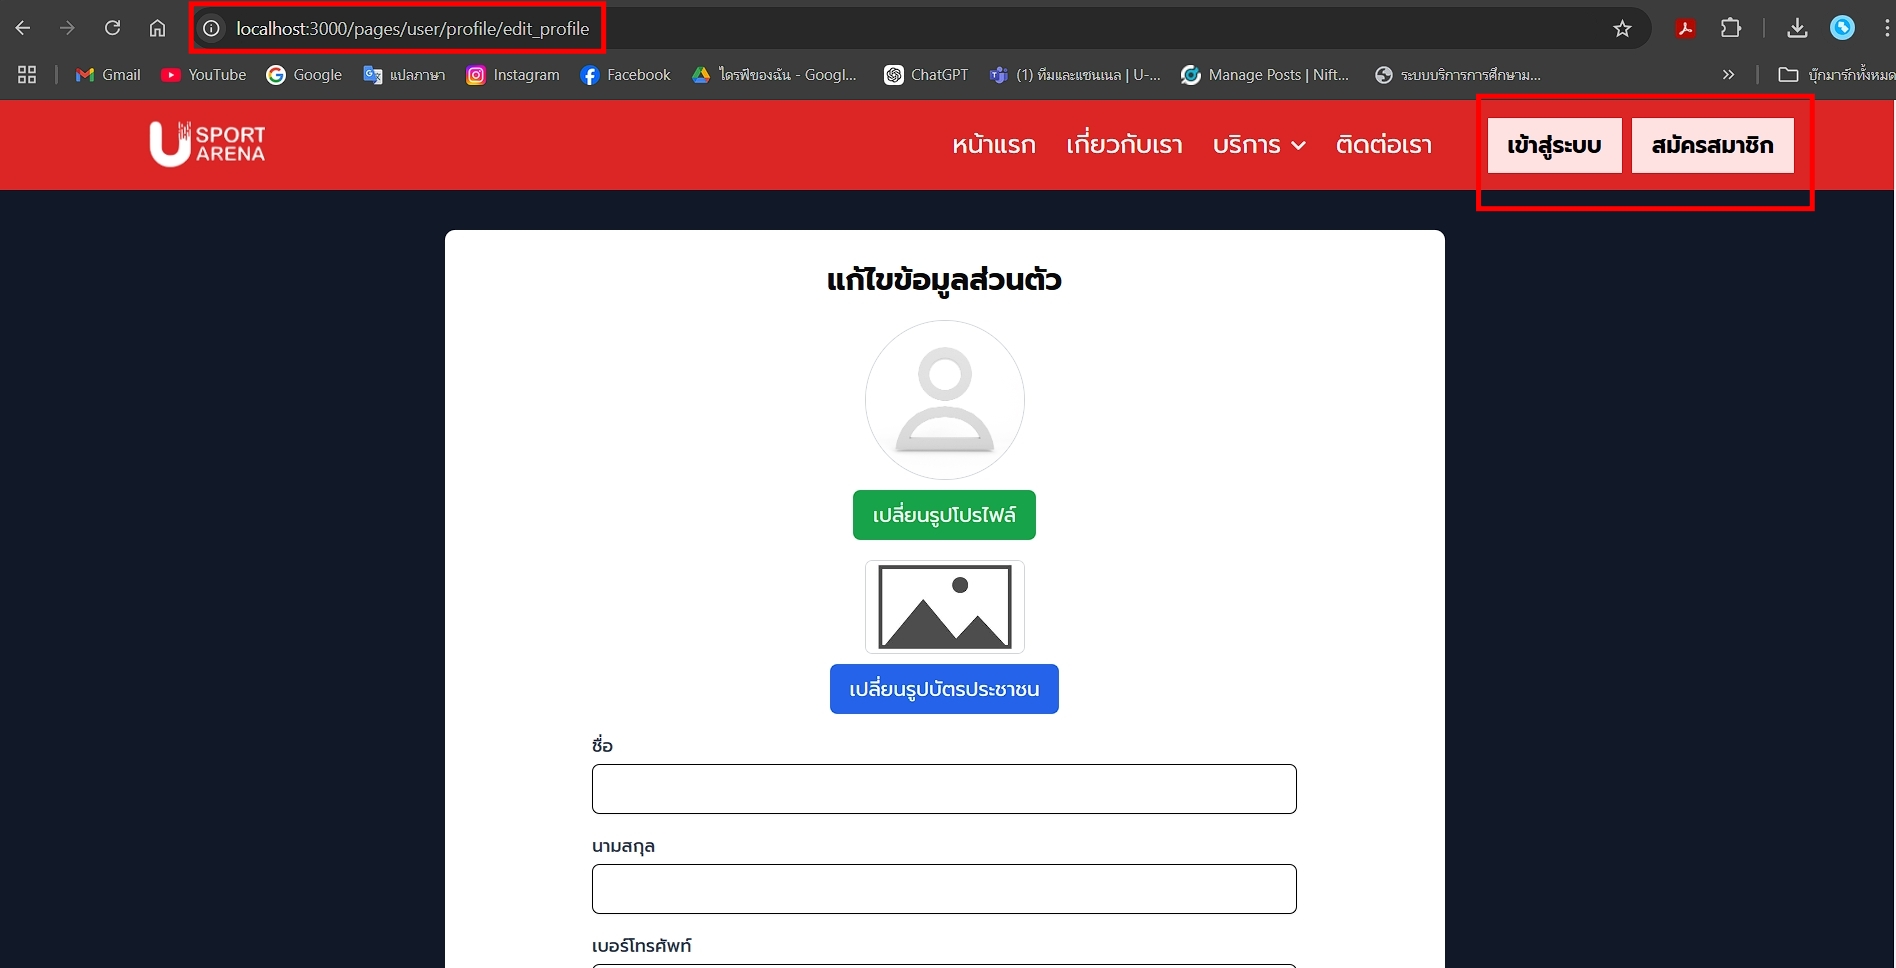 localhost:3000/pages/user/profile/edit_profile
Gmail YouTube Google แปลภาษา Instagram Facebook ไดรฟ์ของฉัน - Googl... ChatGPT (1) ทีมและแชนเนล | U-... Manage Posts | Nift... ระบบบริการการศึกษาม... » บุ๊กมาร์กทั้งหมด
U SPORT ARENA
หน้าแรก เกี่ยวกับเรา บริการ ติดต่อเรา เข้าสู่ระบบ สมัครสมาชิก
แก้ไขข้อมูลส่วนตัว
เปลี่ยนรูปโปรไฟล์
เปลี่ยนรูปบัตรประชาชน
ชื่อ
นามสกุล
เบอร์โทรศัพท์